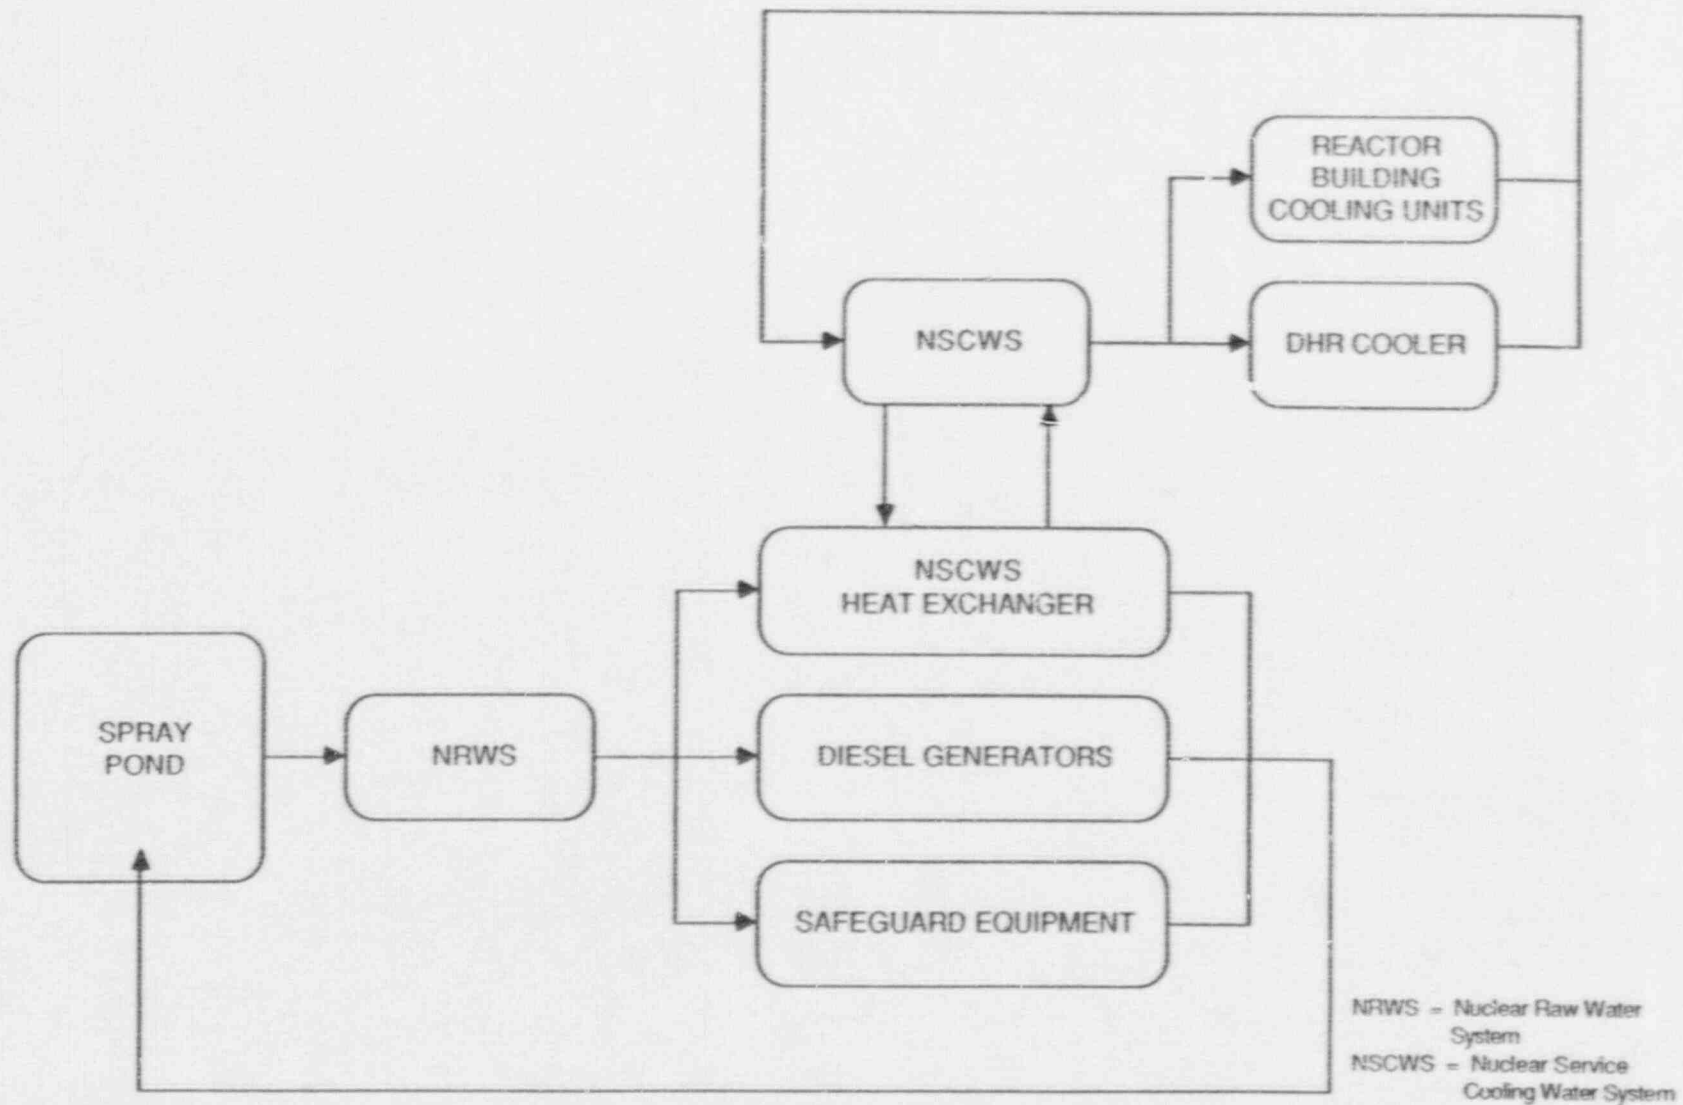 REACTOR
BUILDING
COOLING UNITS
NSCWS
DHR COOLER
NSCWS
HEAT EXCHANGER
SPRAY
POND
NRWS
DIESEL GENERATORS
SAFEGUARD EQUIPMENT
NRWS = Nuclear Raw Water
System
NSCWS = Nuclear Service
Cooling Water System